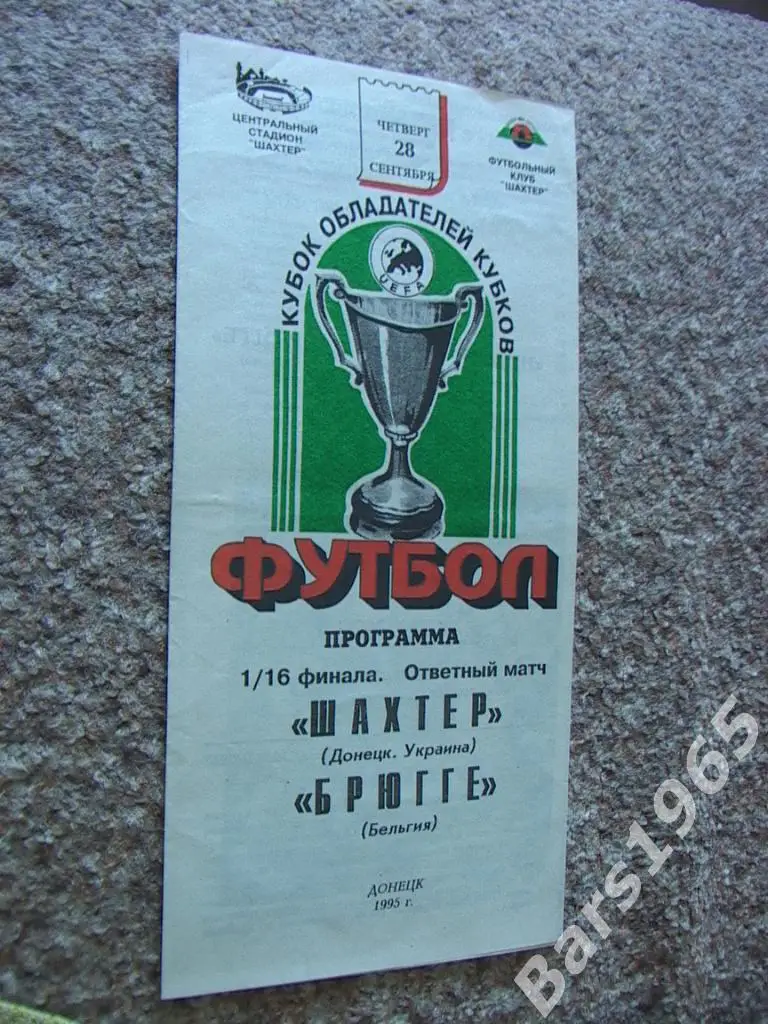 ЦЕНТРАЛЬНЫЙ
СТАДИОН
"ШАХТЕР"
ЧЕТВЕРГ
28
СЕНТЯБРЯ
ФУТБОЛЬНЫЙ
КЛУБ
"ШАХТЕР"
КУБОК ОБЛАДАТЕЛЕЙ КУБКОВ
UEFA
ФУТБОЛ
ПРОГРАММА
1/16 финала. Ответный матч
«ШАХТЕР»
(Донецк. Украина)
«БРЮГГЕ»
(Бельгия)
ДОНЕЦК
1995 г.
Bars1965